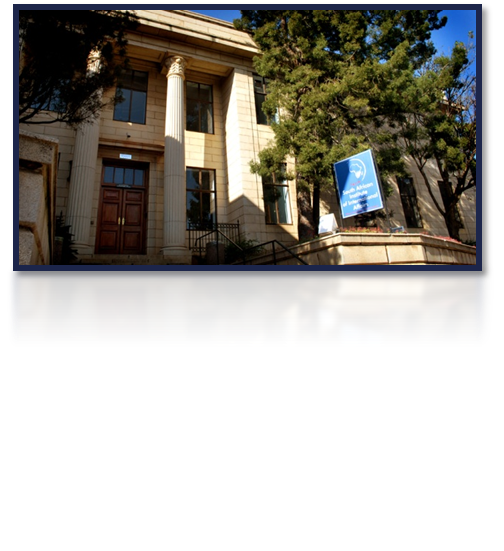 South African
Institute
of International
Affairs